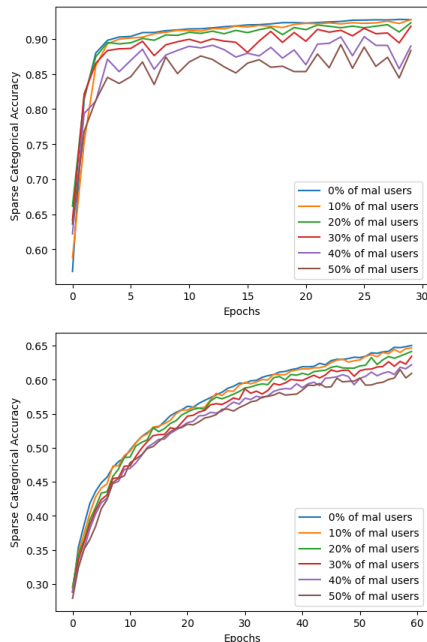 Sparse Categorical Accuracy
0.90
0.85
0.80
0.75
0.70
0.65
0.60
0% of mal users
10% of mal users
20% of mal users
30% of mal users
40% of mal users
50% of mal users
0 5 10 15 20 25 30
Epochs
Sparse Categorical Accuracy
0.65
0.60
0.55
0.50
0.45
0.40
0.35
0.30
0% of mal users
10% of mal users
20% of mal users
30% of mal users
40% of mal users
50% of mal users
0 10 20 30 40 50 60
Epochs